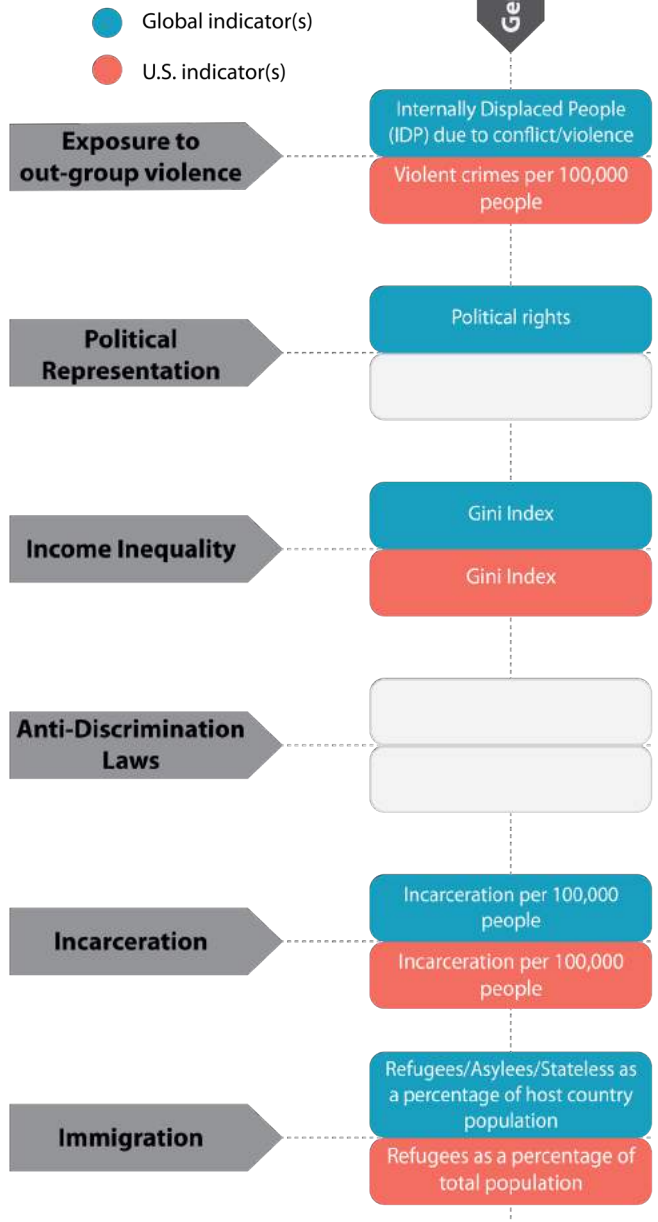 Global indicator(s)
U.S. indicator(s)
Ge
Exposure to
out-group violence
Internally Displaced People
(IDP) due to conflict/violence
Violent crimes per 100,000
people
Political
Representation
Political rights
Income Inequality
Gini Index
Gini Index
Anti-Discrimination
Laws
Incarceration
Incarceration per 100,000
people
Incarceration per 100,000
people
Immigration
Refugees/Asylees/Stateless as
a percentage of host country
population
Refugees as a percentage of
total population